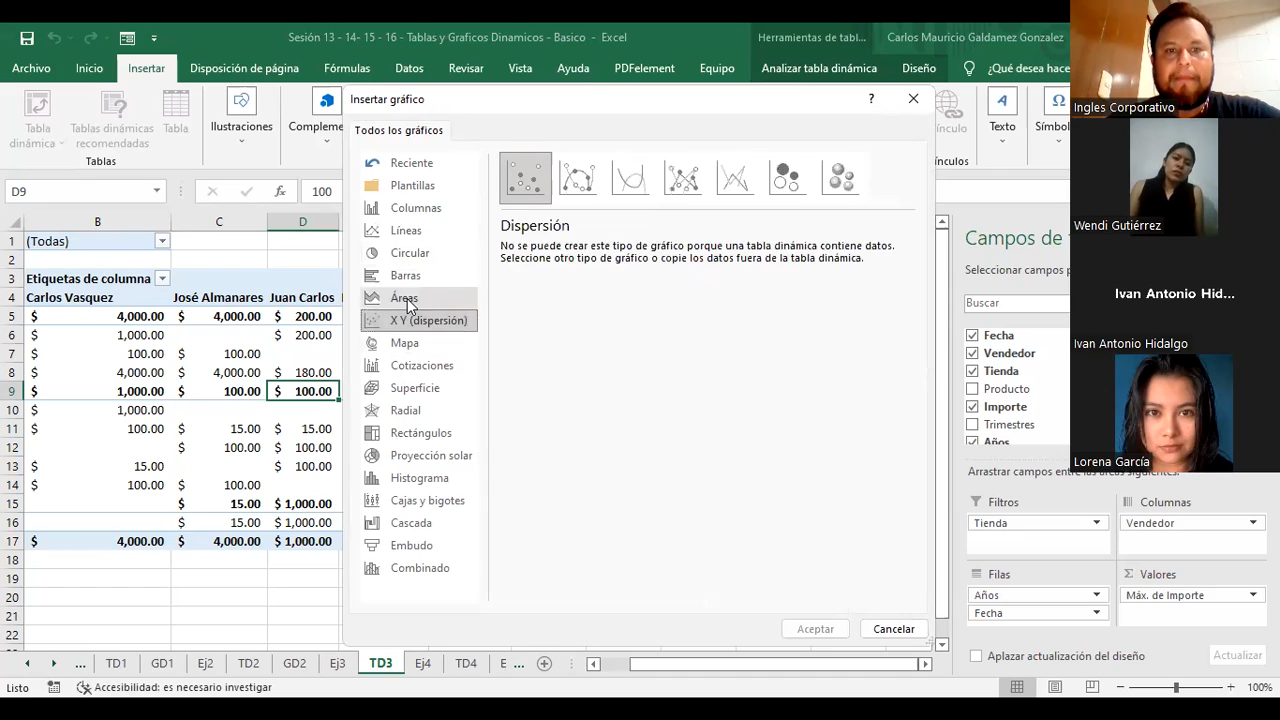 Sesión 13 - 14- 15 - 16 - Tablas y Graficos Dinamicos - Basico - Excel
Herramientas de tabl...
Carlos Mauricio Galdamez Gonzalez
Archivo Inicio Insertar Disposición de página Fórmulas Datos Revisar Vista Ayuda PDFelement Equipo Analizar tabla dinámica Diseño ¿Qué desea hace
Tabla dinámica
Tablas dinámicas recomendadas
Tabla
Tablas
Ilustraciones
Compleme
Texto
Símbol
Insertar gráfico
?
Todos los gráficos
Reciente
Plantillas
Columnas
Líneas
Circular
Barras
Áreas
X Y (dispersión)
Mapa
Cotizaciones
Superficie
Radial
Rectángulos
Proyección solar
Histograma
Cajas y bigotes
Cascada
Embudo
Combinado
Dispersión
No se puede crear este tipo de gráfico porque una tabla dinámica contiene datos.
Seleccione otro tipo de gráfico o copie los datos fuera de la tabla dinámica.
Aceptar Cancelar
D9 fx 100
B C D
1 (Todas)
2
3 Etiquetas de columna
4 Carlos Vasquez José Almanares Juan Carlos
5 $ 4,000.00 $ 4,000.00 $ 200.00
6 1,000.00 $ 200.00
7 $ 100.00 $ 100.00
8 $ 4,000.00 $ 4,000.00 $ 180.00
9 $ 1,000.00 $ 100.00 $ 100.00
10 $ 1,000.00
11 $ 100.00 $ 15.00 $ 15.00
12 $ 100.00 $ 100.00
13 $ 15.00 $ 100.00
14 $ 100.00 $ 100.00
15 $ 15.00 $ 1,000.00
16 $ 15.00 $ 1,000.00
17 $ 4,000.00 $ 4,000.00 $ 1,000.00
18
19
20
21
22
Campos de
Seleccionar campos
Buscar
Fecha
Vendedor
Tienda
Producto
Importe
Trimestres
Años
Arrastrar campos entre las áreas siguientes:
Filtros
Tienda
Columnas
Vendedor
Filas
Años
Fecha
Σ Valores
Máx. de Importe
Aplazar actualización del diseño Actualizar
... TD1 GD1 Ej2 TD2 GD2 Ej3 TD3 Ej4 TD4 E ...
Listo Accesibilidad: es necesario investigar 100%
Ingles Corporativo
Wendi Gutiérrez
Ivan Antonio Hid...
Ivan Antonio Hidalgo
Lorena García